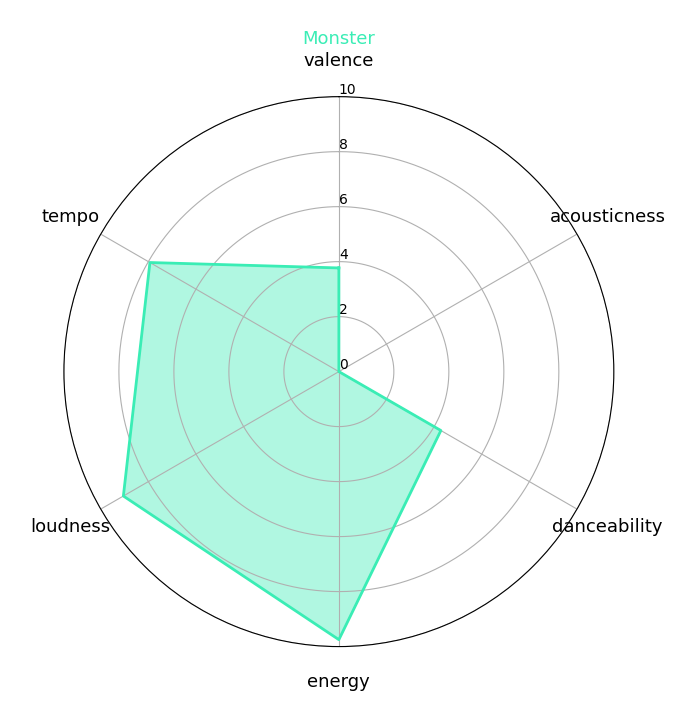 Monster
valence
10
8
tempo
acousticness
6
4
2
0
loudness
danceability
energy